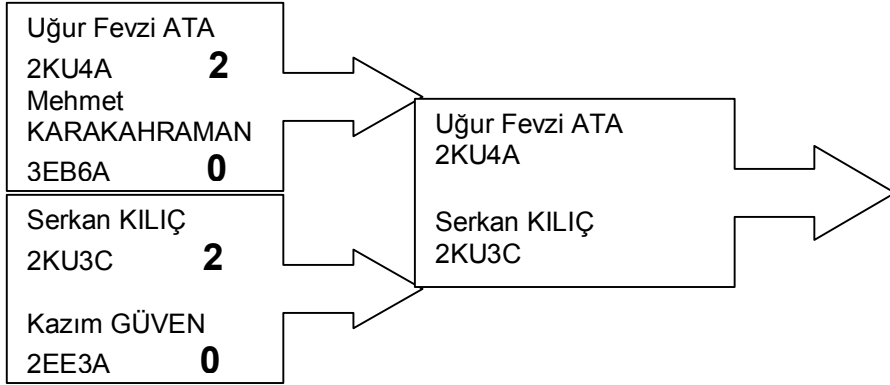 Uğur Fevzi ATA
2KU4A 2
Mehmet
KARAKAHRAMAN
3EB6A 0
Serkan KILIÇ
2KU3C 2
Kazım GÜVEN
2EE3A 0
Uğur Fevzi ATA
2KU4A
Serkan KILIÇ
2KU3C